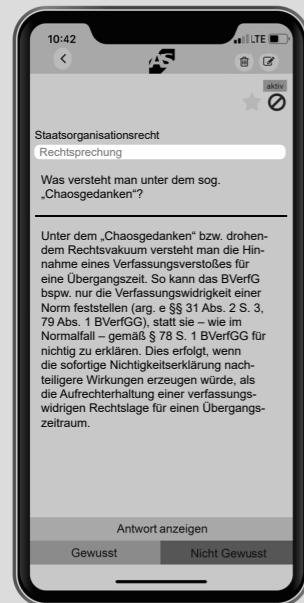 10:42
LTE
AS
aktiv
Staatsorganisationsrecht
Rechtsprechung
Was versteht man unter dem sog.
„Chaosgedanken“?
Unter dem „Chaosgedanken“ bzw. drohen-
dem Rechtsvakuum versteht man die Hin-
nahme eines Verfassungsverstoßes für
eine Übergangszeit. So kann das BVerfG
bspw. nur die Verfassungswidrigkeit einer
Norm feststellen (arg. e §§ 31 Abs. 2 S. 3,
79 Abs. 1 BVerfGG), statt sie – wie im
Normalfall – gemäß § 78 S. 1 BVerfGG für
nichtig zu erklären. Dies erfolgt, wenn
die sofortige Nichtigkeitserklärung nach-
teiligere Wirkungen erzeugen würde, als
die Aufrechterhaltung einer verfassungs-
widrigen Rechtslage für einen Übergangs-
zeitraum.
Antwort anzeigen
Gewusst
Nicht Gewusst